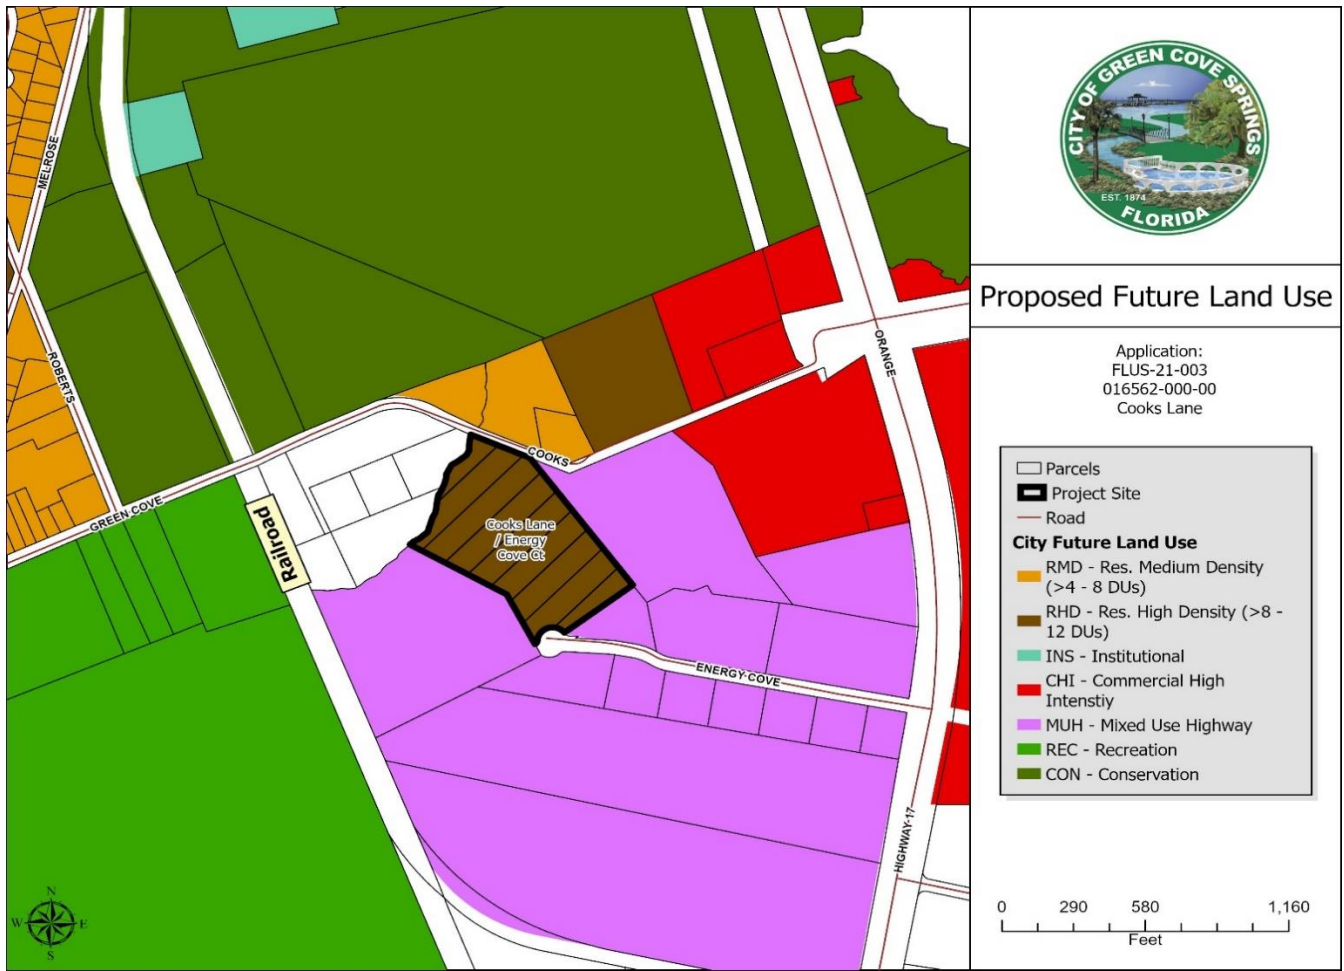 MELROSE
ROBERTS
GREEN COVE
Railroad
COOKS
ORANGE
Cooks Lane
/ Energy
Cove Ct
ENERGY COVE
HIGHWAY 17
N
W E
S
CITY OF GREEN COVE SPRINGS
EST. 1874
FLORIDA
Proposed Future Land Use
Application:
FLUS-21-003
016562-000-00
Cooks Lane
Parcels
Project Site
Road
City Future Land Use
RMD - Res. Medium Density
(>4 - 8 DUs)
RHD - Res. High Density (>8 -
12 DUs)
INS - Institutional
CHI - Commercial High
Intenstiy
MUH - Mixed Use Highway
REC - Recreation
CON - Conservation
0 290 580 1,160
Feet